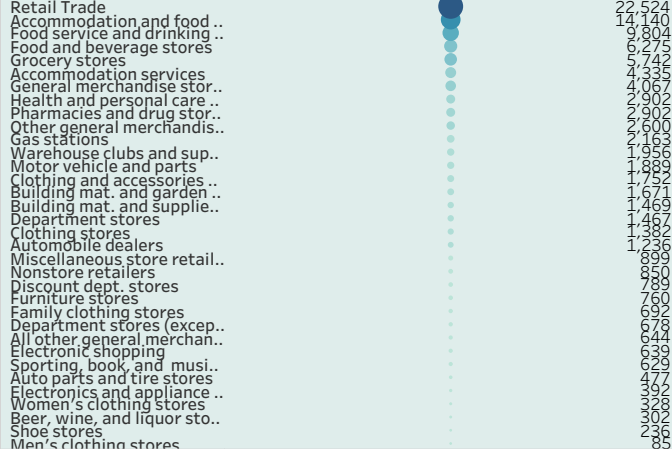 Retail Trade 22,524
Accommodation and food .. 14,140
Food service and drinking .. 9,804
Food and beverage stores 6,275
Grocery stores 5,742
Accommodation services 4,335
General merchandise stor.. 4,067
Health and personal care .. 2,902
Pharmacies and drug stor.. 2,902
Other general merchandis.. 2,600
Gas stations 2,163
Warehouse clubs and sup.. 1,956
Motor vehicle and parts 1,889
Clothing and accessories .. 1,752
Building mat. and garden .. 1,671
Building mat. and supplie.. 1,469
Department stores 1,467
Clothing stores 1,382
Automobile dealers 1,236
Miscellaneous store retail.. 899
Nonstore retailers 850
Discount dept. stores 789
Furniture stores 760
Family clothing stores 692
Department stores (excep.. 678
All other general merchan.. 644
Electronic shopping 639
Sporting, book, and musi.. 629
Auto parts and tire stores 477
Electronics and appliance .. 392
Women's clothing stores 328
Beer, wine, and liquor sto.. 302
Shoe stores 236
Men's clothing stores 85